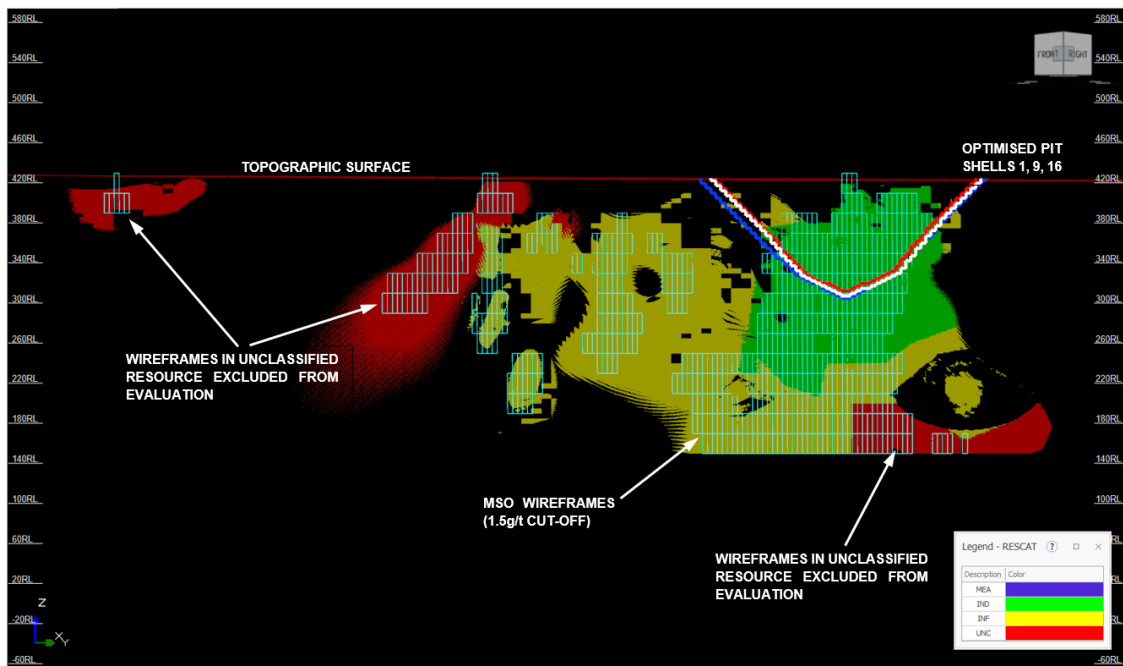 580RL
580RL
540RL
540RL
FRONT
RIGHT
500RL
500RL
460RL
460RL
OPTIMISED PIT
SHELLS 1, 9, 16
TOPOGRAPHIC SURFACE
420RL
420RL
380RL
380RL
340RL
340RL
300RL
300RL
260RL
260RL
WIREFRAMES IN UNCLASSIFIED
RESOURCE EXCLUDED FROM
EVALUATION
220RL
220RL
180RL
180RL
140RL
140RL
MSO WIREFRAMES
(1.5g/t CUT-OFF)
100RL
100RL
60RL
60RL
WIREFRAMES IN UNCLASSIFIED
RESOURCE EXCLUDED FROM
EVALUATION
20RL
Legend - RESCAT
Description
Color
MEA
IND
INF
UNC
Z
X
Y
-20RL
-60RL
-60RL